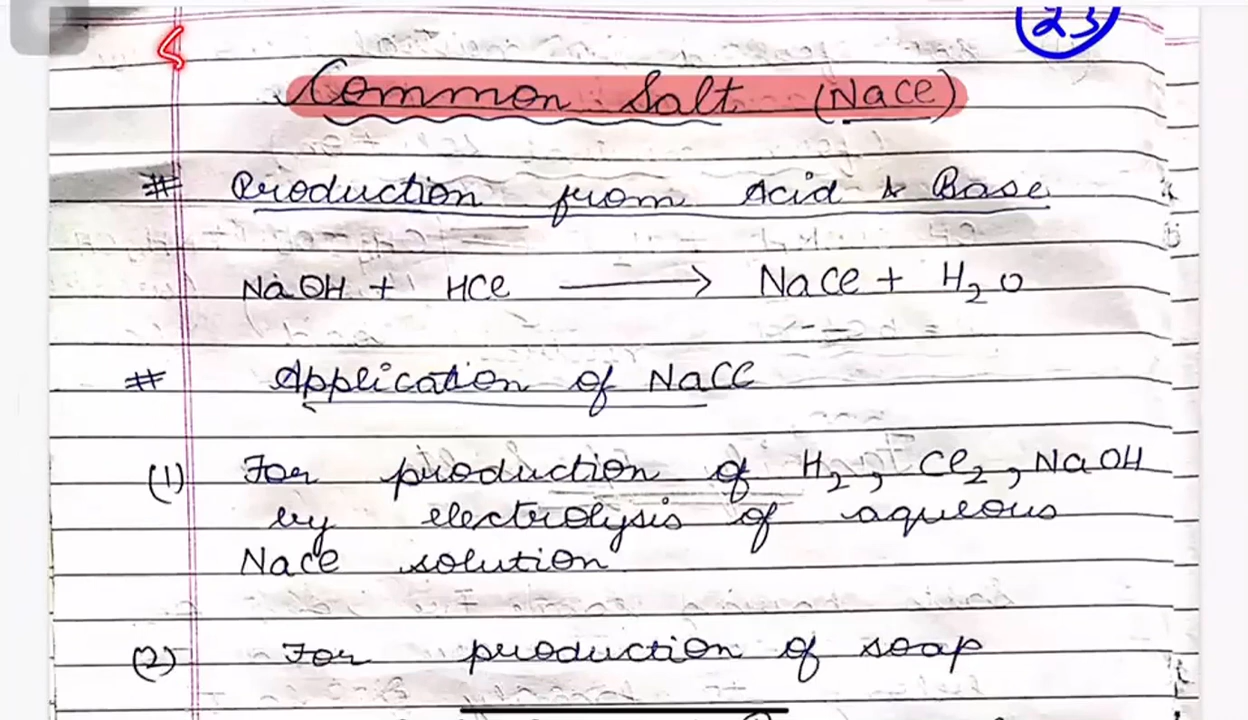 23
Common Salt (NaCl)
# Production from Acid & Base
NaOH + HCl → NaCl + H₂O
# Application of NaCl
(1) For production of H₂, Cl₂, NaOH
by electrolysis of aqueous
NaCl solution
(2) For production of soap